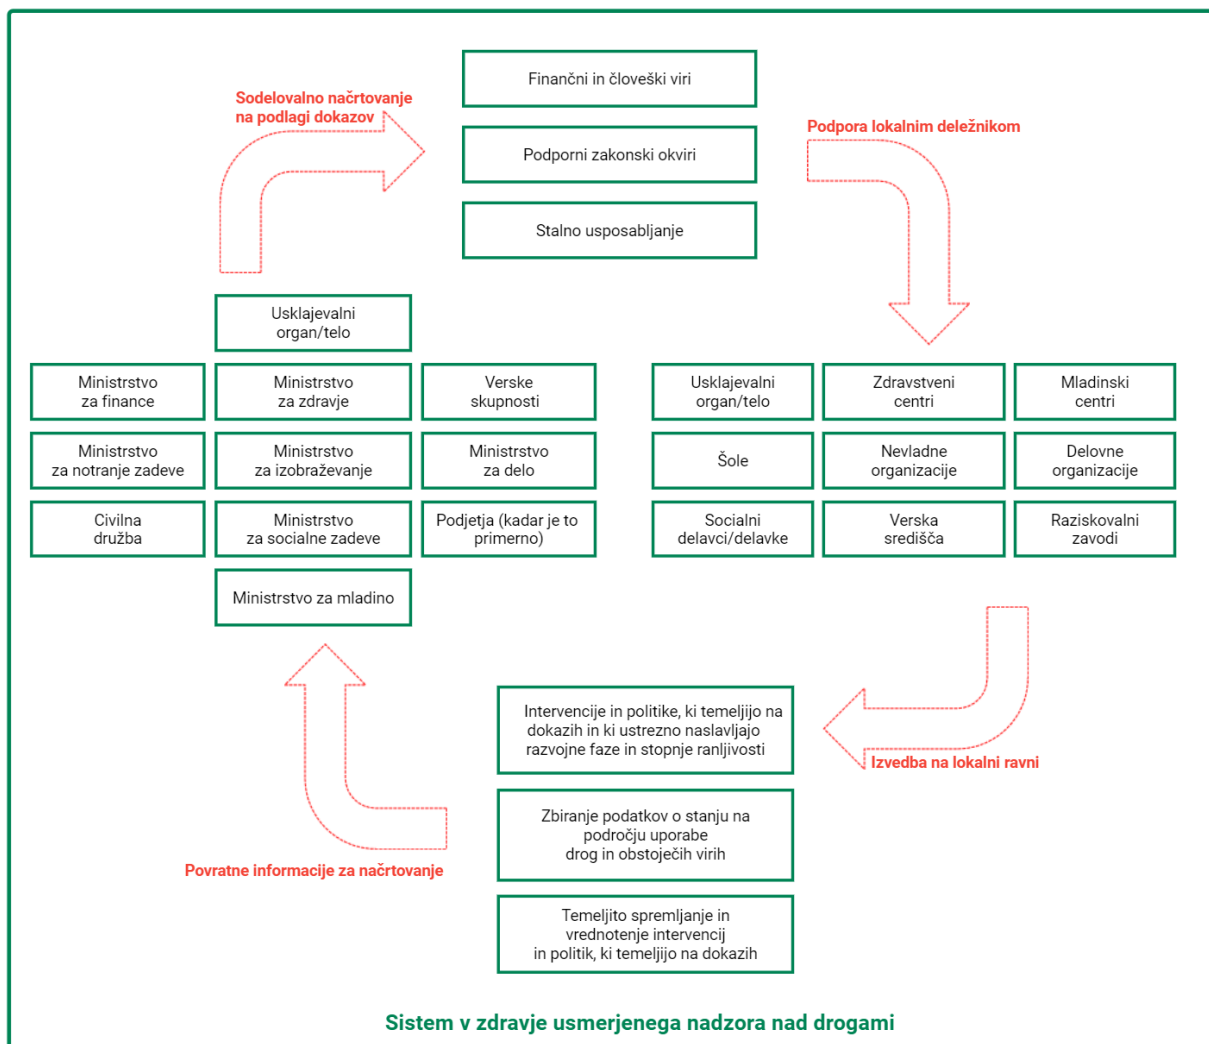 Finančni in človeški viri
Sodelovalno načrtovanje
na podlagi dokazov
Podpora lokalnim deležnikom
Podporni zakonski okviri
Stalno usposabljanje
Usklajevalni
organ/telo
Ministrstvo
za finance
Ministrstvo
za zdravje
Verske
skupnosti
Ministrstvo
za notranje zadeve
Ministrstvo
za izobraževanje
Ministrstvo
za delo
Civilna
družba
Ministrstvo
za socialne zadeve
Podjetja (kadar je to
primerno)
Ministrstvo za mladino
Usklajevalni
organ/telo
Zdravstveni
centri
Mladinski
centri
Šole
Nevladne
organizacije
Delovne
organizacije
Socialni
delavci/delavke
Verska
središča
Raziskovalni
zavodi
Intervencije in politike, ki temeljijo na
dokazih in ki ustrezno naslavljajo
razvojne faze in stopnje ranljivosti
Izvedba na lokalni ravni
Zbiranje podatkov o stanju na
področju uporabe
drog in obstoječih virih
Povratne informacije za načrtovanje
Temeljito spremljanje in
vrednotenje intervencij
in politik, ki temeljijo na dokazih
Sistem v zdravje usmerjenega nadzora nad drogami